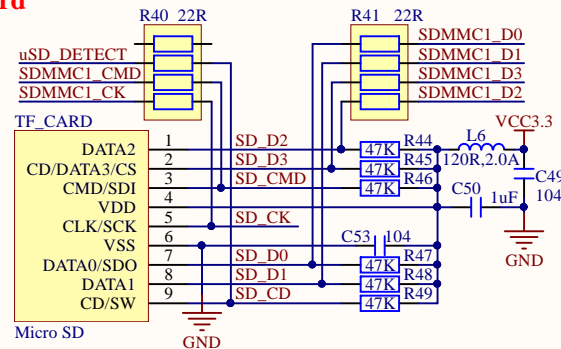 rd
R40 22R
R41 22R
SDMMC1_D0
uSD_DETECT
SDMMC1_D1
SDMMC1_CMD
SDMMC1_D3
SDMMC1_CK
SDMMC1_D2
TF_CARD
L6
VCC3.3
DATA2 1 SD_D2 47K R44
120R,2.0A
CD/DATA3/CS 2 SD_D3 47K R45
C49
CMD/SDI 3 SD_CMD 47K R46
104
VDD 4
C50 1uF
CLK/SCK 5 SD_CK
VSS 6
C53 104
GND
DATA0/SDO 7 SD_D0 47K R47
DATA1 8 SD_D1 47K R48
CD/SW 9 SD_CD 47K R49
Micro SD
GND